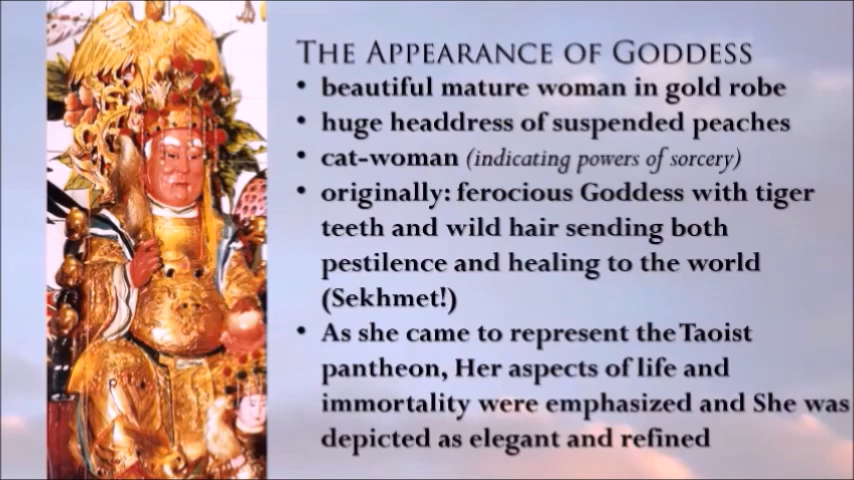 THE APPEARANCE OF GODDESS
• beautiful mature woman in gold robe
• huge headdress of suspended peaches
• cat-woman (indicating powers of sorcery)
• originally: ferocious Goddess with tiger
teeth and wild hair sending both
pestilence and healing to the world
(Sekhmet!)
• As she came to represent the Taoist
pantheon, Her aspects of life and
immortality were emphasized and She was
depicted as elegant and refined